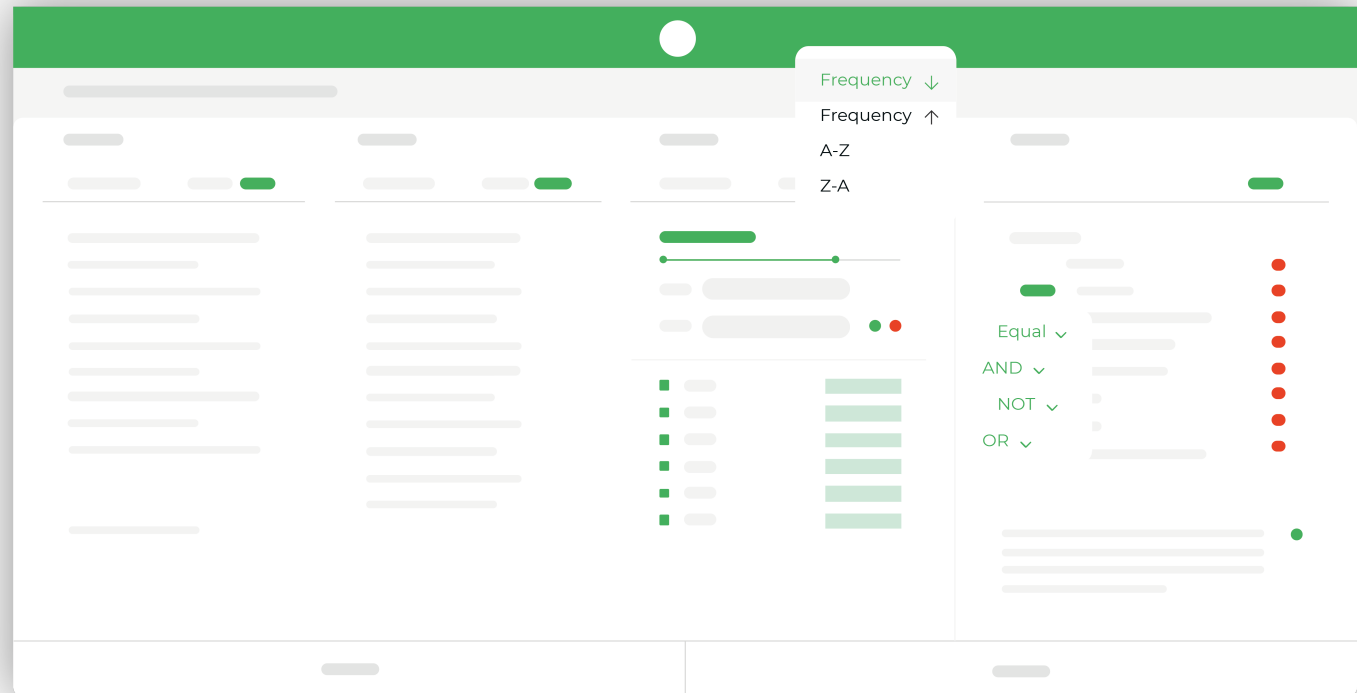 Frequency ↓
Frequency ↑
A-Z
Z-A
Equal
AND
NOT
OR